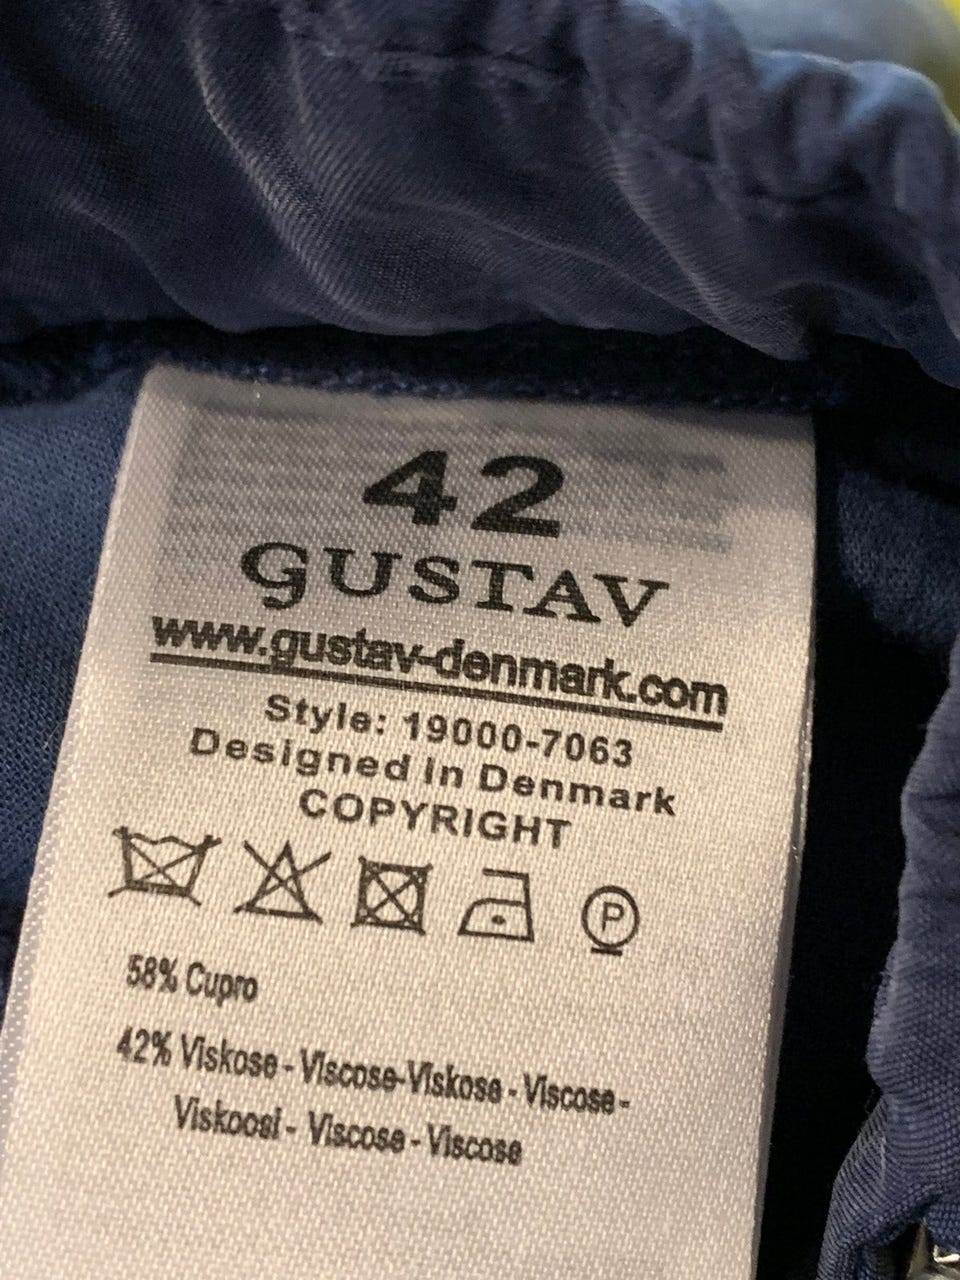 42
GUSTAV
www.gustav-denmark.com
Style: 19000-7063
Designed in Denmark
COPYRIGHT
P
58% Cupro
42% Viskose - Viscose-Viskose - Viscose -
Viskoosi - Viscose - Viscose